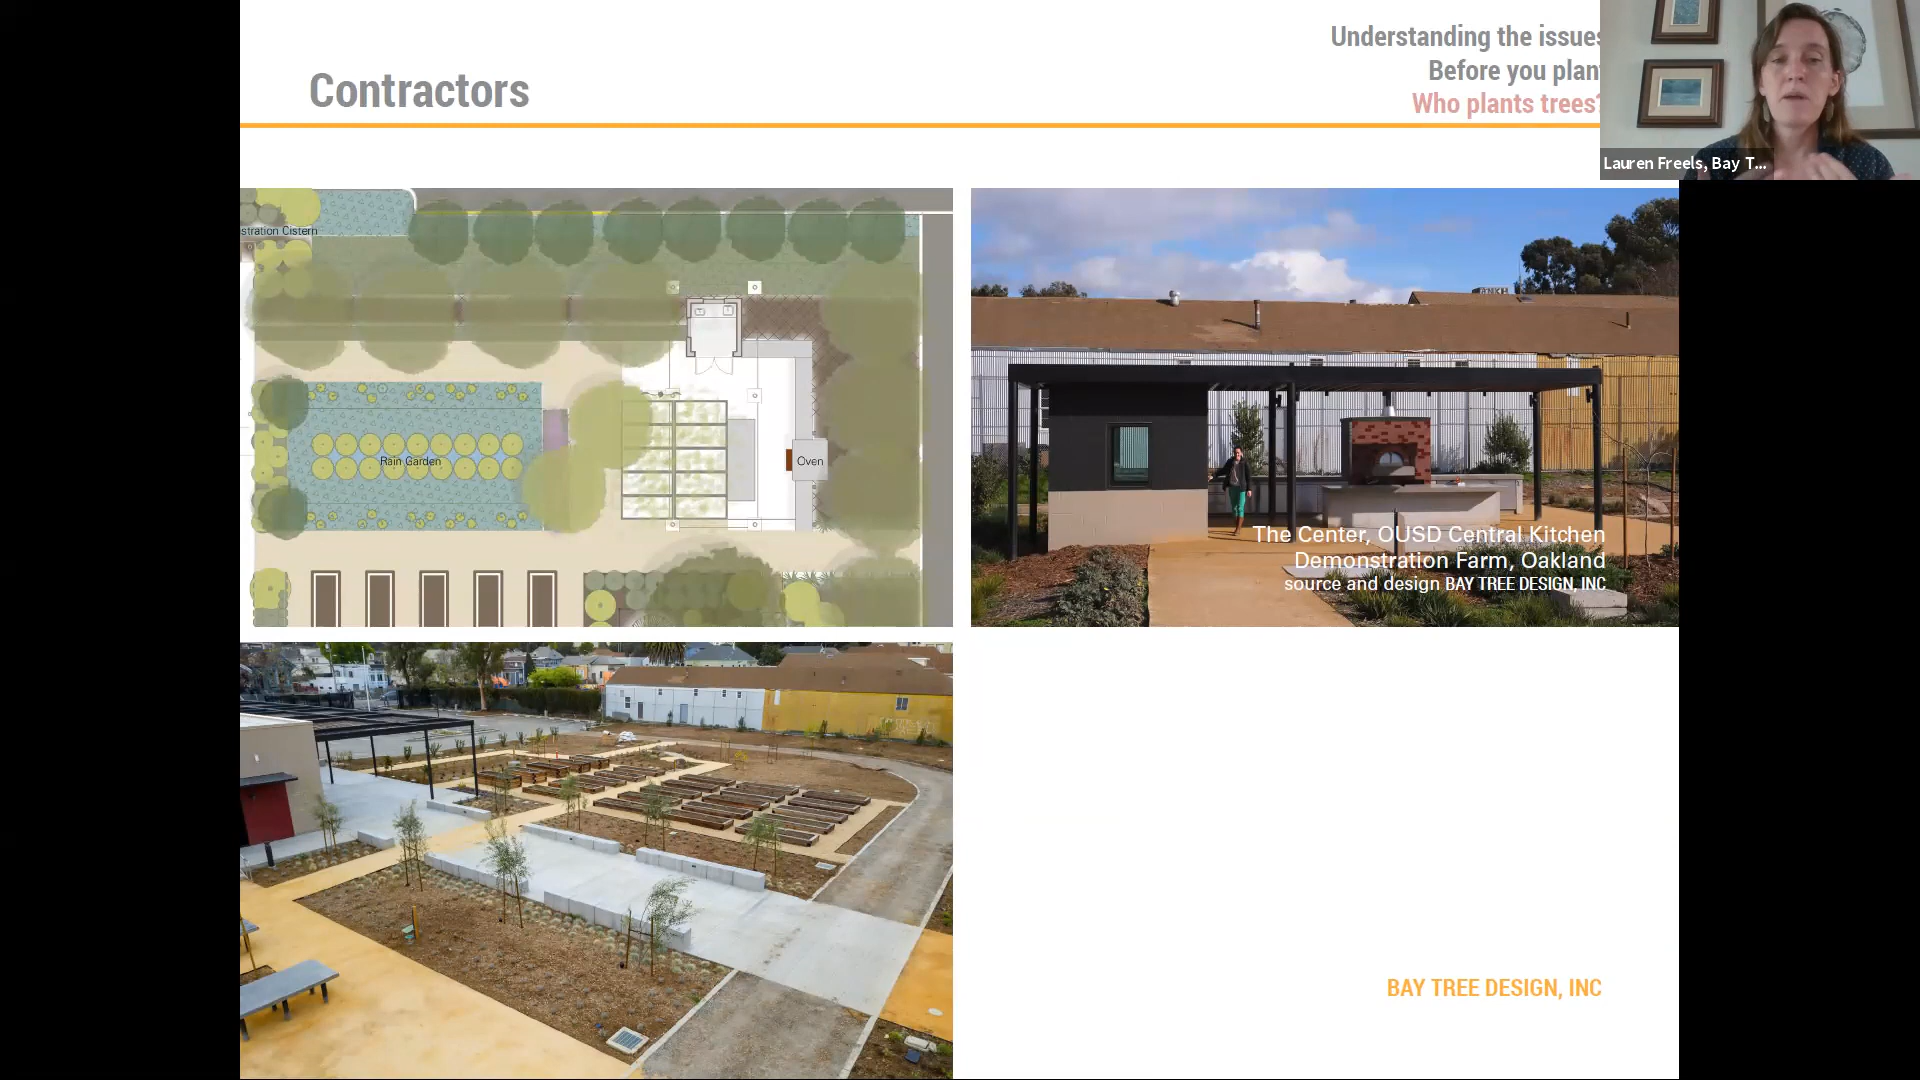 Contractors
Understanding the issues
Before you plant
Who plants trees?
Lauren Freels, Bay T...
stration Cistern
Rain Garden
Oven
The Center, OUSD Central Kitchen
Demonstration Farm, Oakland
source and design BAY TREE DESIGN, INC
BAY TREE DESIGN, INC